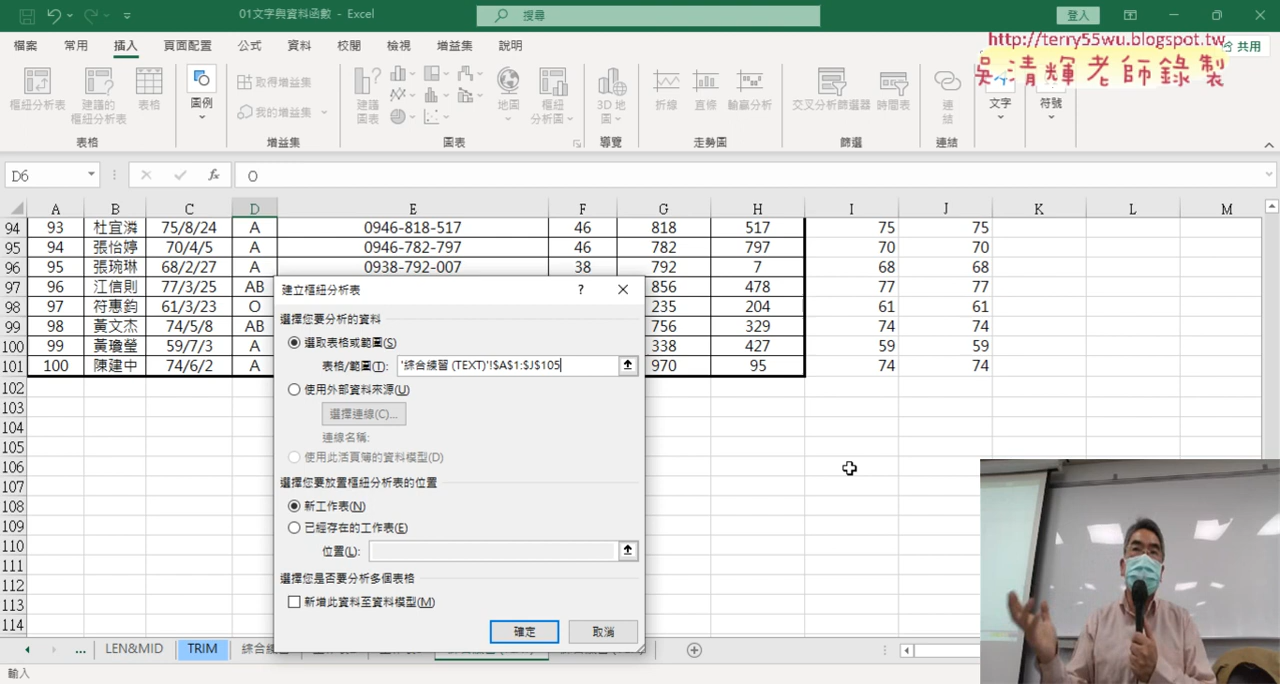 01文字與資料函數 - Excel
搜尋
登入
檔案 常用 插入 頁面配置 公式 資料 校閱 檢視 增益集 說明
共用
http://terry55wu.blogspot.tw
吳清輝老師錄製
樞紐分析表 建議的樞紐分析表 表格 圖例 取得增益集 我的增益集 建議圖表 地圖 樞紐分析圖 3D 地圖 折線 直條 輸贏分析 交叉分析篩選器 時間表 連結 文字 符號
表格 增益集 圖表 導覽 走勢圖 篩選 連結
D6 fx O
A B C D E F G H I J K L M
94 93 杜宜潾 75/8/24 A 0946-818-517 46 818 517 75 75
95 94 張怡婷 70/4/5 A 0946-782-797 46 782 797 70 70
96 95 張琬琳 68/2/27 A 0938-792-007 38 792 7 68 68
97 96 江信則 77/3/25 AB 856 478 77 77
98 97 符惠鈞 61/3/23 O 235 204 61 61
99 98 黃文杰 74/5/8 AB 756 329 74 74
100 99 黃瓊瑩 59/7/3 A 338 427 59 59
101 100 陳建中 74/6/2 A 970 95 74 74
102
103
104
105
106
107
108
109
110
111
112
113
114
建立樞紐分析表 ?
選擇您要分析的資料
選取表格或範圍(S)
表格/範圍(T): '綜合練習 (TEXT)'!$A$1:$J$105
使用外部資料來源(U)
選擇連線(C)...
連線名稱:
使用此活頁簿的資料模型(D)
選擇您要放置樞紐分析表的位置
新工作表(N)
已經存在的工作表(E)
位置(L):
選擇您是否要分析多個表格
新增此資料至資料模型(M)
確定 取消
... LEN&MID TRIM
輸入